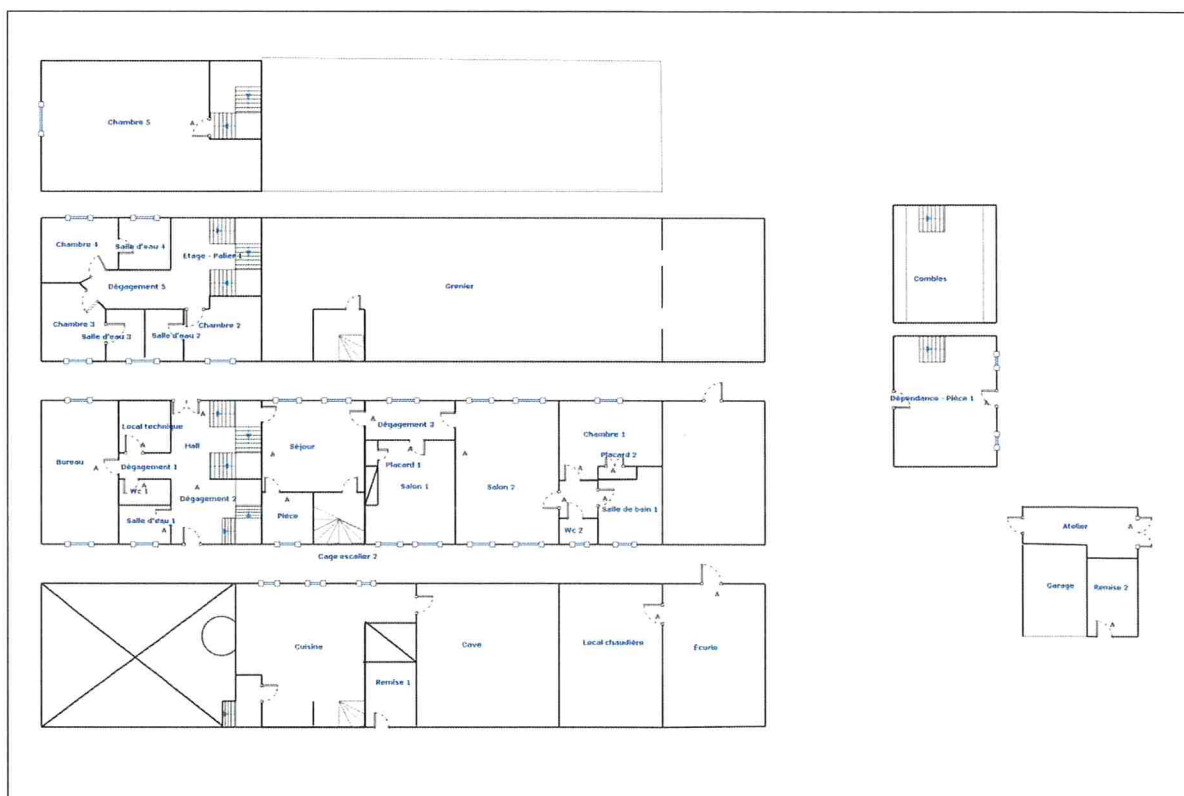 Chambre 5
A
Chambre 4
Salle d'eau 4
Etage - Palier 1
Dégagement 5
Grenier
Chambre 3
Salle d'eau 3
Salle d'eau 2
Chambre 2
Combles
Dépendance - Pièce 1
A
Local technique
A
Hall
A
Séjour
A
Dégagement 3
A
A
Chambre 1
Placard 2
A
A
Bureau
A
Dégagement 1
A
Wc 1
A
Dégagement 2
A
Placard 1
Salon 1
Salon 2
A
Salle d'eau 1
A
Pièce
A
Wc 2
Salle de bain 1
A
Cage escalier 2
A
Cuisine
Cave
A
Local chaudière
A
Ecurie
Remise 1
Atelier
A
Garage
Remise 2
A